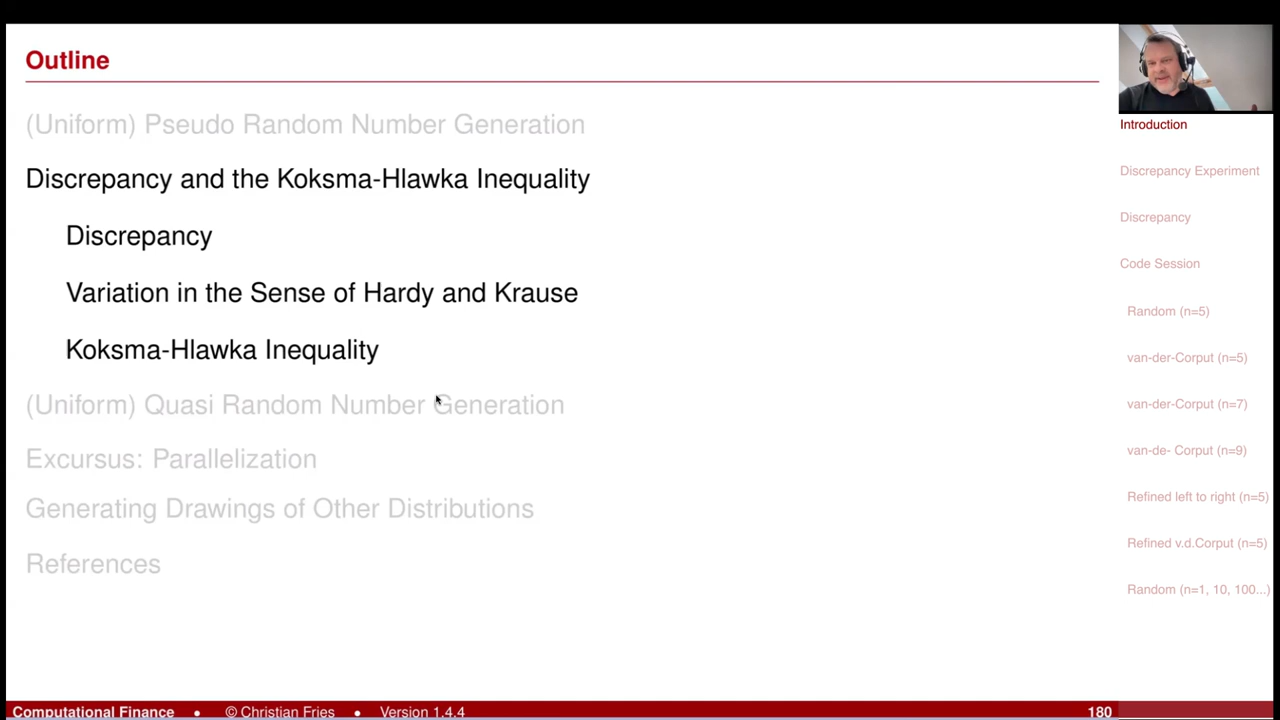 Outline
(Uniform) Pseudo Random Number Generation
Discrepancy and the Koksma-Hlawka Inequality
Discrepancy
Variation in the Sense of Hardy and Krause
Koksma-Hlawka Inequality
(Uniform) Quasi Random Number Generation
Excursus: Parallelization
Generating Drawings of Other Distributions
References
Introduction
Discrepancy Experiment
Discrepancy
Code Session
Random (n=5)
van-der-Corput (n=5)
van-der-Corput (n=7)
van-de- Corput (n=9)
Refined left to right (n=5)
Refined v.d.Corput (n=5)
Random (n=1, 10, 100...)
Computational Finance • © Christian Fries • Version 1.4.4 180